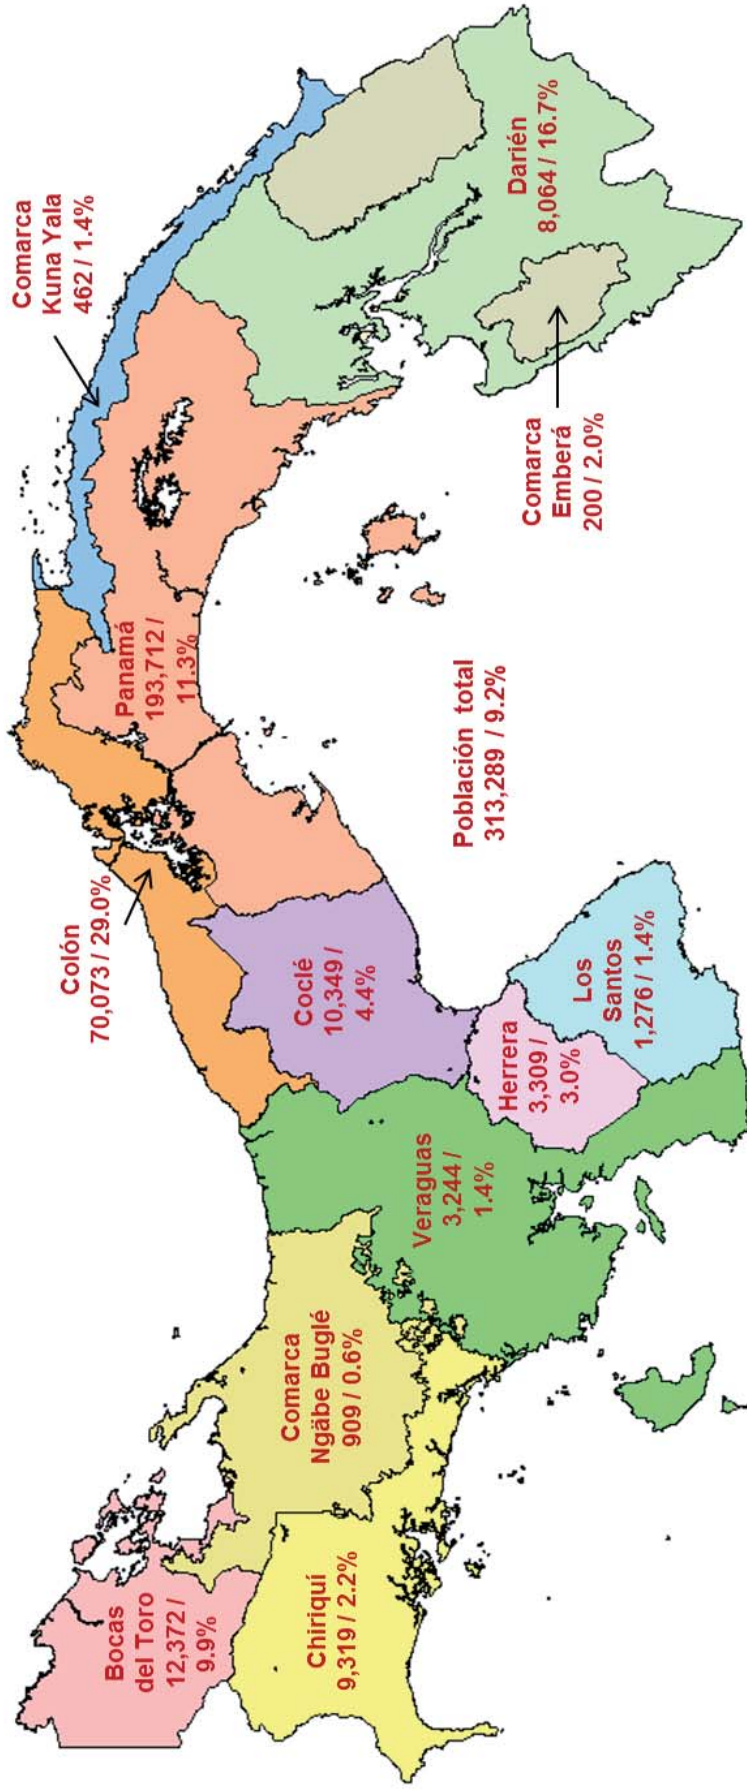 Bocas
del Toro
12,372 /
9.9%
Chiriquí
9,319 / 2.2%
Comarca
Ngäbe Buglé
909 / 0.6%
Veraguas
3,244 /
1.4%
Herrera
3,309 /
3.0%
Los
Santos
1,276 / 1.4%
Coclé
10,349 /
4.4%
Colón
70,073 / 29.0%
Panamá
193,712 /
11.3%
Comarca
Kuna Yala
462 / 1.4%
Darién
8,064 / 16.7%
Comarca
Emberá
200 / 2.0%
Población total
313,289 / 9.2%